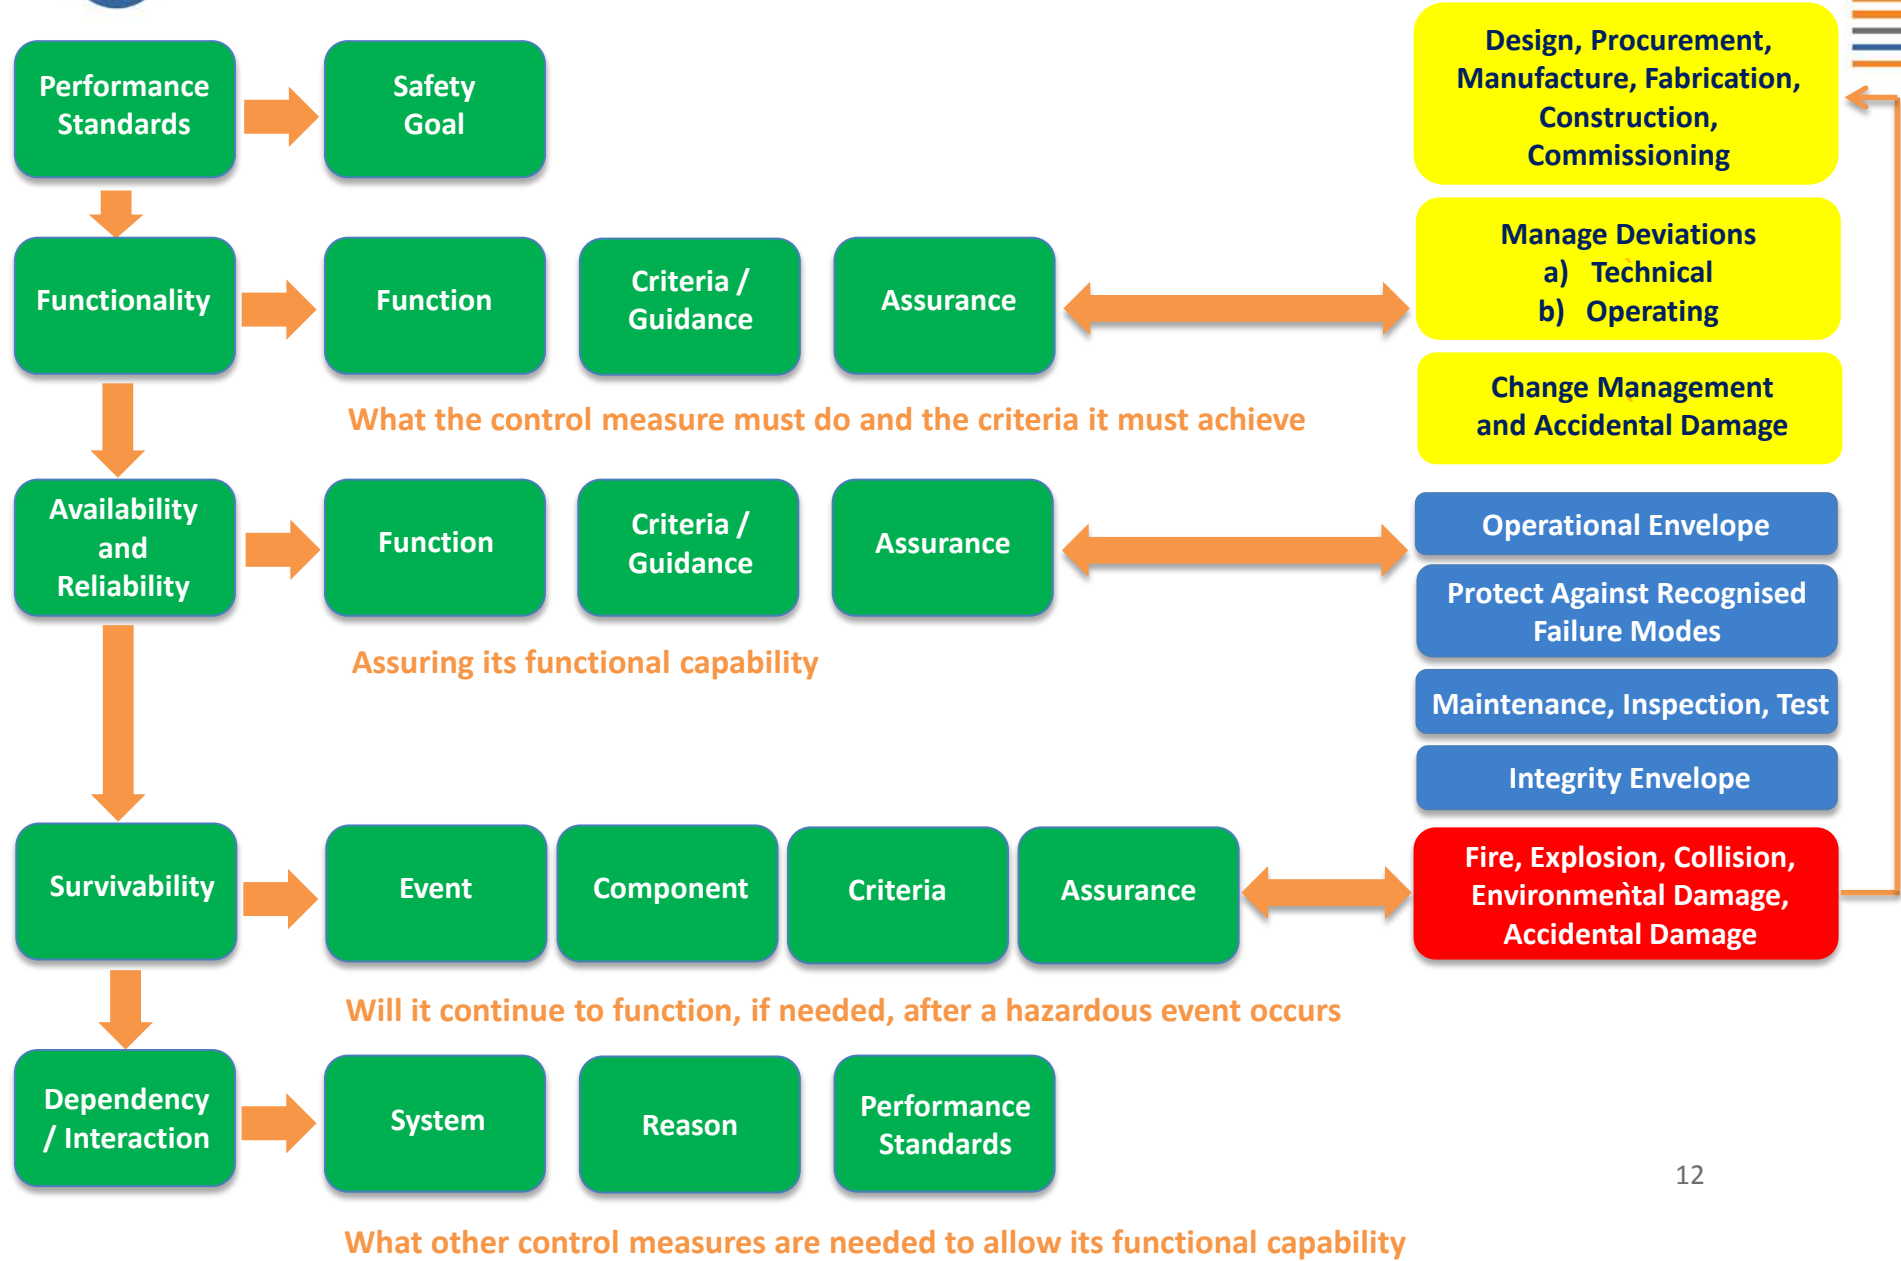 Performance
Standards
Safety
Goal
Design, Procurement,
Manufacture, Fabrication,
Construction,
Commissioning
Functionality
Function
Criteria /
Guidance
Assurance
Manage Deviations
a) Technical
b) Operating
What the control measure must do and the criteria it must achieve
Change Management
and Accidental Damage
Availability
and
Reliability
Function
Criteria /
Guidance
Assurance
Operational Envelope
Protect Against Recognised
Failure Modes
Assuring its functional capability
Maintenance, Inspection, Test
Integrity Envelope
Survivability
Event
Component
Criteria
Assurance
Fire, Explosion, Collision,
Environmental Damage,
Accidental Damage
Will it continue to function, if needed, after a hazardous event occurs
Dependency
/ Interaction
System
Reason
Performance
Standards
12
What other control measures are needed to allow its functional capability